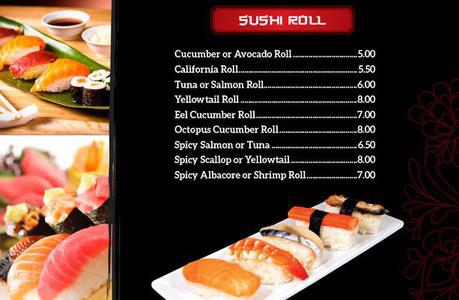 SUSHI ROLL
Cucumber or Avocado Roll........................5.00
California Roll.............................................5.50
Tuna or Salmon Roll...................................6.00
Yellowtail Roll............................................8.00
Eel Cucumber Roll......................................7.00
Octopus Cucumber Roll.............................8.00
Spicy Salmon or Tuna................................6.50
Spicy Scallop or Yellowtail.........................8.00
Spicy Albacore or Shrimp Roll...................7.00